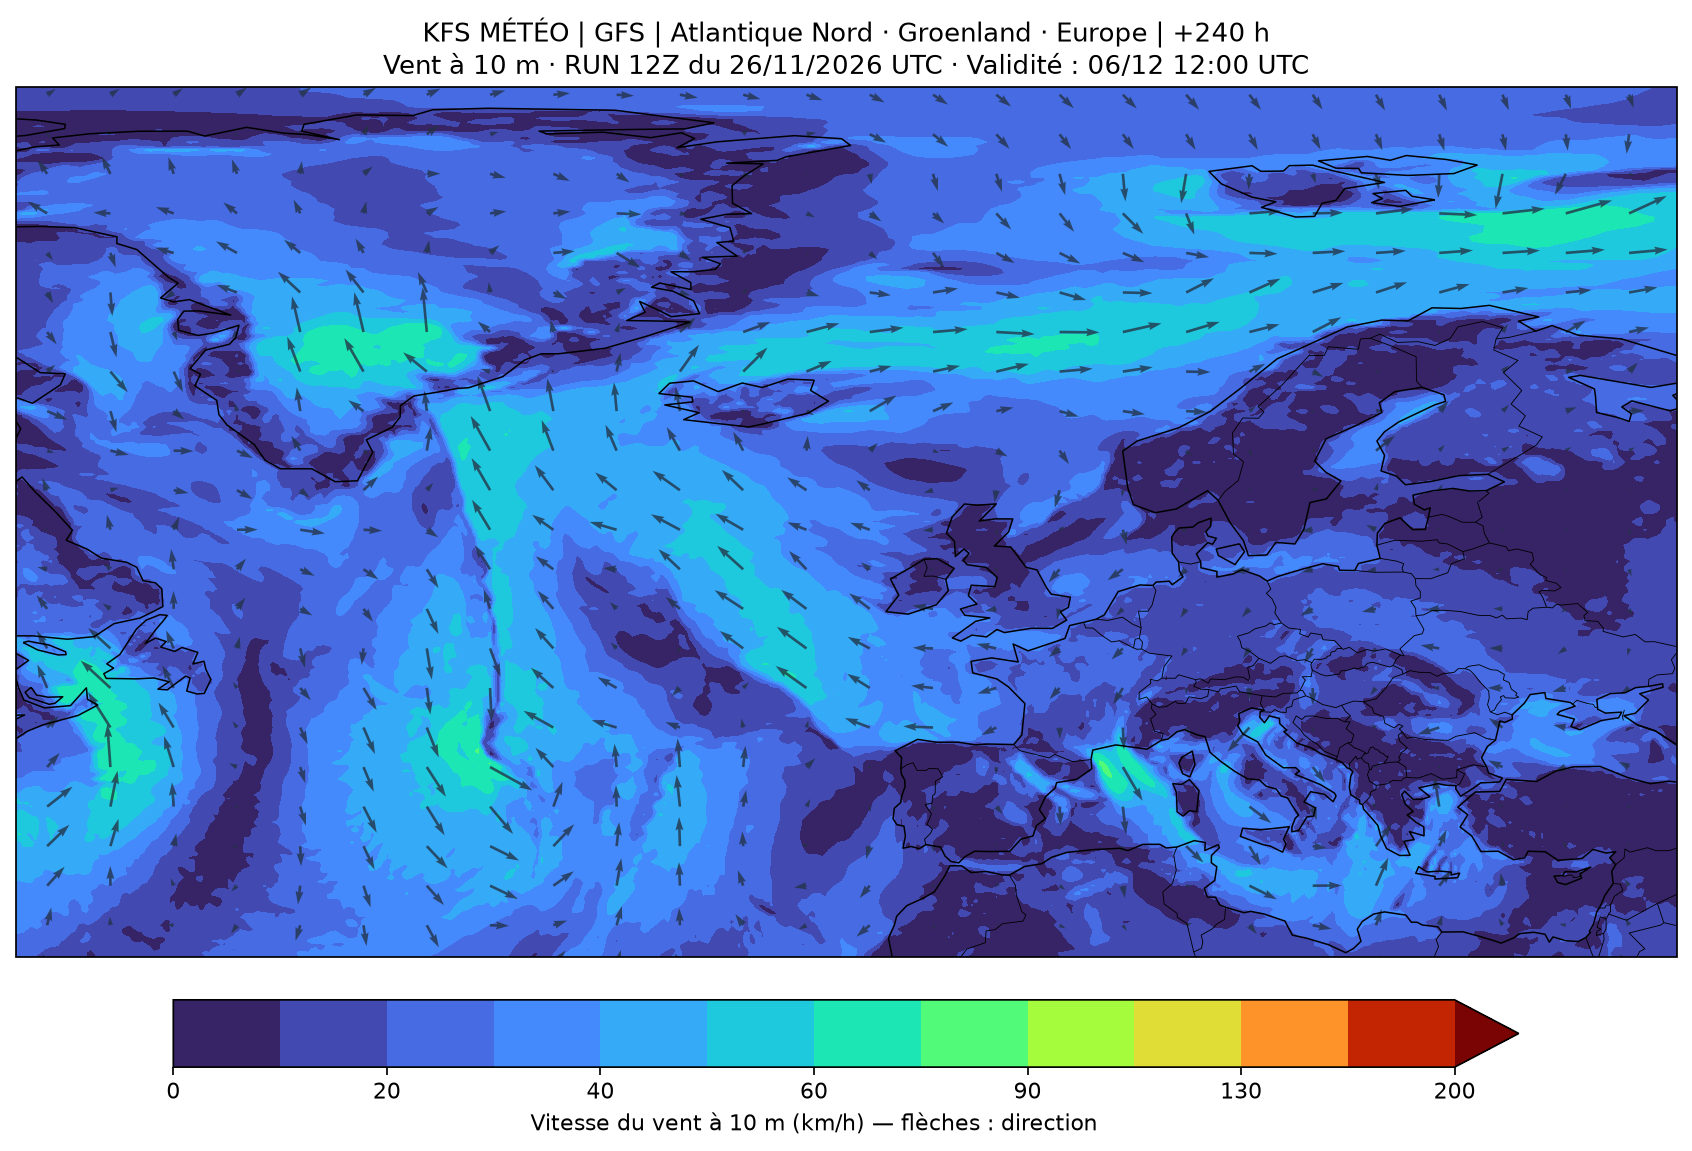 KFS MÉTÉO | GFS | Atlantique Nord · Groenland · Europe | +240 h
Vent à 10 m · RUN 12Z du 26/11/2026 UTC · Validité : 06/12 12:00 UTC
0 20 40 60 90 130 200
Vitesse du vent à 10 m (km/h) — flèches : direction